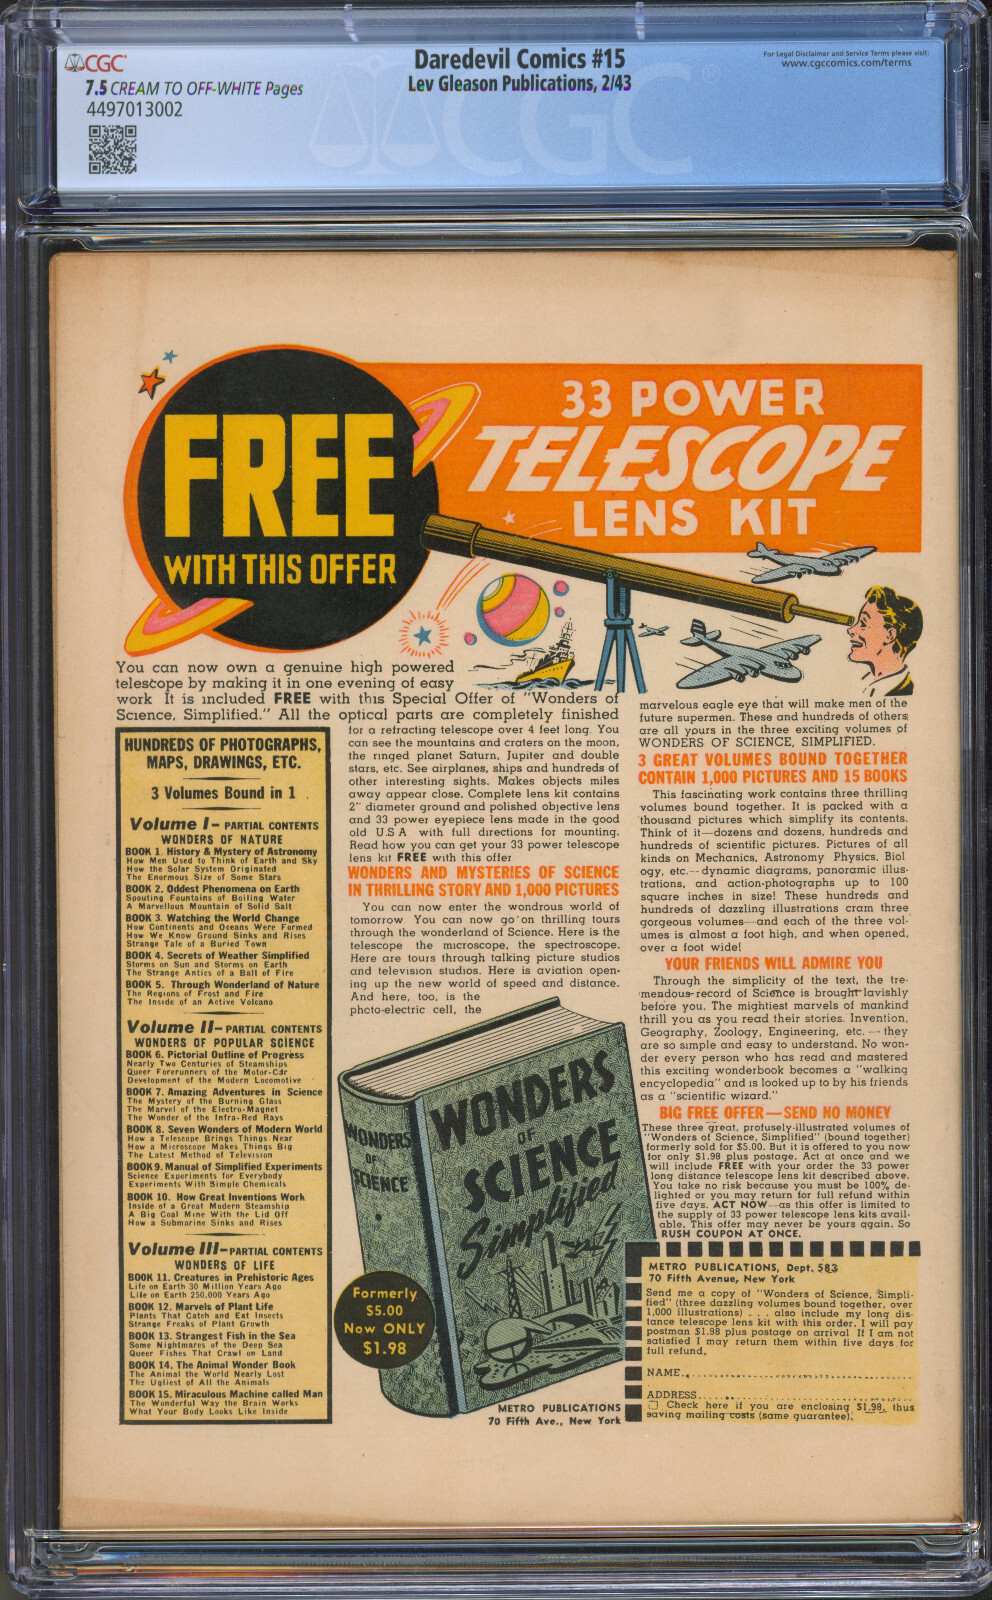 CGC
7.5 CREAM TO OFF-WHITE Pages
4497013002
Daredevil Comics #15
Lev Gleason Publications, 2/43
For Legal Disclaimer and Service Terms please visit:
www.cgccomics.com/terms
CGC
FREE
WITH THIS OFFER
33 POWER
TELESCOPE
LENS KIT
You can now own a genuine high powered
telescope by making it in one evening of easy
work It is included FREE with this Special Offer of "Wonders of
Science, Simplified." All the optical parts are completely finished
for a refracting telescope over 4 feet long. You
can see the mountains and craters on the moon,
the ringed planet Saturn, Jupiter and double
stars, etc. See airplanes, ships and hundreds of
other interesting sights. Makes objects miles
away appear close. Complete lens kit contains
2" diameter ground and polished objective lens
and 33 power eyepiece lens made in the good
old U.S A with full directions for mounting.
Read how you can get your 33 power telescope
lens kit FREE with this offer
WONDERS AND MYSTERIES OF SCIENCE
IN THRILLING STORY AND 1,000 PICTURES
You can now enter the wondrous world of
tomorrow You can now go on thrilling tours
through the wonderland of Science. Here is the
telescope the microscope, the spectroscope.
Here are tours through talking picture studios
and television studios. Here is aviation open-
ing up the new world of speed and distance.
And here, too, is the
photo-electric cell, the
HUNDREDS OF PHOTOGRAPHS,
MAPS, DRAWINGS, ETC.
3 Volumes Bound in 1
Volume I- PARTIAL CONTENTS
WONDERS OF NATURE
BOOK 1. History & Mystery of Astronomy
How Men Used to Think of Earth and Sky
How the Solar System Originated
The Enormous Size of Some Stars
BOOK 2. Oddest Phenomena on Earth
Spouting Fountains of Boiling Water
A Marvellous Mountain of Solid Salt
BOOK 3. Watching the World Change
How Continents and Oceans Were Formed
How We Know Ground Sinks and Rises
Strange Tale of a Buried Town
BOOK 4. Secrets of Weather Simplified
Storms on Sun and Storms on Earth
The Strange Antics of a Ball of Fire
BOOK 5. Through Wonderland of Nature
The Regions of Frost and Fire
The Inside of an Active Volcano
Volume II- PARTIAL CONTENTS
WONDERS OF POPULAR SCIENCE
BOOK 6. Pictorial Outline of Progress
Nearly Two Centuries of Steamships
Queer Forerunners of the Motor-Car
Development of the Modern Locomotive
BOOK 7. Amazing Adventures in Science
The Mystery of the Burning Glass
The Marvel of the Electro-Magnet
The Wonder of the Infra-Red Rays
BOOK 8. Seven Wonders of Modern World
How a Telescope Brings Things Near
How a Microscope Makes Things Big
The Latest Method of Television
BOOK 9. Manual of Simplified Experiments
Science Experiments for Everybody
Experiments With Simple Chemicals
BOOK 10. How Great Inventions Work
Inside of a Great Modern Steamship
A Big Coal Mine With the Lid Off
How a Submarine Sinks and Rises
Volume III- PARTIAL CONTENTS
WONDERS OF LIFE
BOOK 11. Creatures in Prehistoric Ages
Life on Earth 30 Million Years Ago
Life on Earth 250,000 Years Ago
BOOK 12. Marvels of Plant Life
Plants That Catch and Eat Insects
Strange Freaks of Plant Growth
BOOK 13. Strangest Fish in the Sea
Some Nightmares of the Deep Sea
Queer Fishes That Crawl on Land
BOOK 14. The Animal Wonder Book
The Animal the World Nearly Lost
The Ugliest of All the Animals
BOOK 15. Miraculous Machine called Man
The Wonderful Way the Brain Works
What Your Body Looks Like Inside
WONDERS
OF
SCIENCE
WONDERS
OF
SCIENCE
Simplified
Formerly
$5.00
Now ONLY
$1.98
METRO PUBLICATIONS
70 Fifth Ave., New York
marvelous eagle eye that will make men of the
future supermen. These and hundreds of others
are all yours in the three exciting volumes of
WONDERS OF SCIENCE, SIMPLIFIED.
3 GREAT VOLUMES BOUND TOGETHER
CONTAIN 1,000 PICTURES AND 15 BOOKS
This fascinating work contains three thrilling
volumes bound together. It is packed with a
thousand pictures which simplify its contents.
Think of it—dozens and dozens, hundreds and
hundreds of scientific pictures. Pictures of all
kinds on Mechanics, Astronomy Physics, Biol
ogy, etc.--dynamic diagrams, panoramic illus-
trations, and action-photographs up to 100
square inches in size! These hundreds and
hundreds of dazzling illustrations cram three
gorgeous volumes—and each of the three vol-
umes is almost a foot high, and when opened,
over a foot wide!
YOUR FRIENDS WILL ADMIRE YOU
Through the simplicity of the text, the tre-
mendous record of Science is brought lavishly
before you. The mightiest marvels of mankind
thrill you as you read their stories. Invention,
Geography, Zoology, Engineering, etc. — they
are so simple and easy to understand. No won-
der every person who has read and mastered
this exciting wonderbook becomes a "walking
encyclopedia" and is looked up to by his friends
as a "scientific wizard."
BIG FREE OFFER—SEND NO MONEY
These three great, profusely-illustrated volumes of
"Wonders of Science, Simplified" (bound together)
formerly sold for $5.00. But it is offered to you now
for only $1.98 plus postage. Act at once and we
will include FREE with your order the 33 power
long distance telescope lens kit described above.
You take no risk because you must be 100% de-
lighted or you may return for full refund within
five days. ACT NOW—as this offer is limited to
the supply of 33 power telescope lens kits avail-
able. This offer may never be yours again. So
RUSH COUPON AT ONCE.
METRO PUBLICATIONS, Dept. 583
70 Fifth Avenue, New York
Send me a copy of "Wonders of Science, Simpli-
fied" (three dazzling volumes bound together, over
1,000 illustrations) . . . also include my long dis
tance telescope lens kit with this order. I will pay
postman $1.98 plus postage on arrival If I am not
satisfied I may return them within five days for
full refund.
NAME
ADDRESS
Check here if you are enclosing $1.98, thus
saving mailing costs (same guarantee).